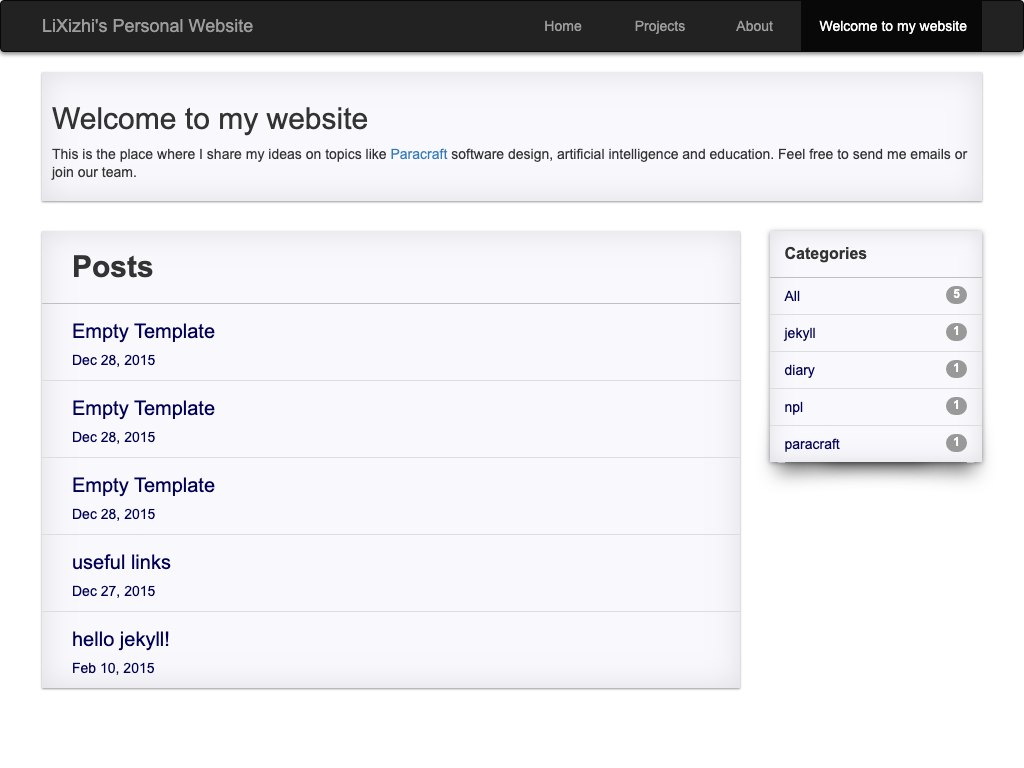 LiXizhi's Personal Website
Home
Projects
About
Welcome to my website
Welcome to my website
This is the place where I share my ideas on topics like Paracraft software design, artificial intelligence and education. Feel free to send me emails or
join our team.
Posts
Empty Template
Dec 28, 2015
Empty Template
Dec 28, 2015
Empty Template
Dec 28, 2015
useful links
Dec 27, 2015
hello jekyll!
Feb 10, 2015
Categories
All 5
jekyll 1
diary 1
npl 1
paracraft 1